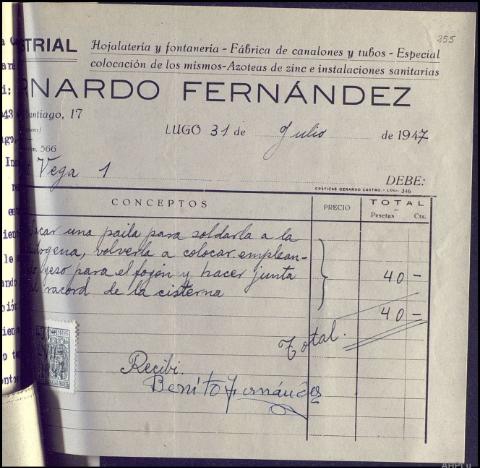 355
TRIAL
Hojalatería y fontanería - Fábrica de canalones y tubos - Especial
colocación de los mismos-Azoteas de zinc e instalaciones sanitarias
NARDO FERNÁNDEZ
Santiago, 17
566
LUGO 31 de Julio de 1947
Vega 1
DEBE:
CONCEPTOS
PRECIO
TOTAL
Pesetas
Cts.
car una paila para soldarla a la
dógena, volverla a colocar emplean-
yeso para el fogón y hacer junta
racord de la cisterna
40 -
40 -
Total.
Recibí.
Benito Fernández